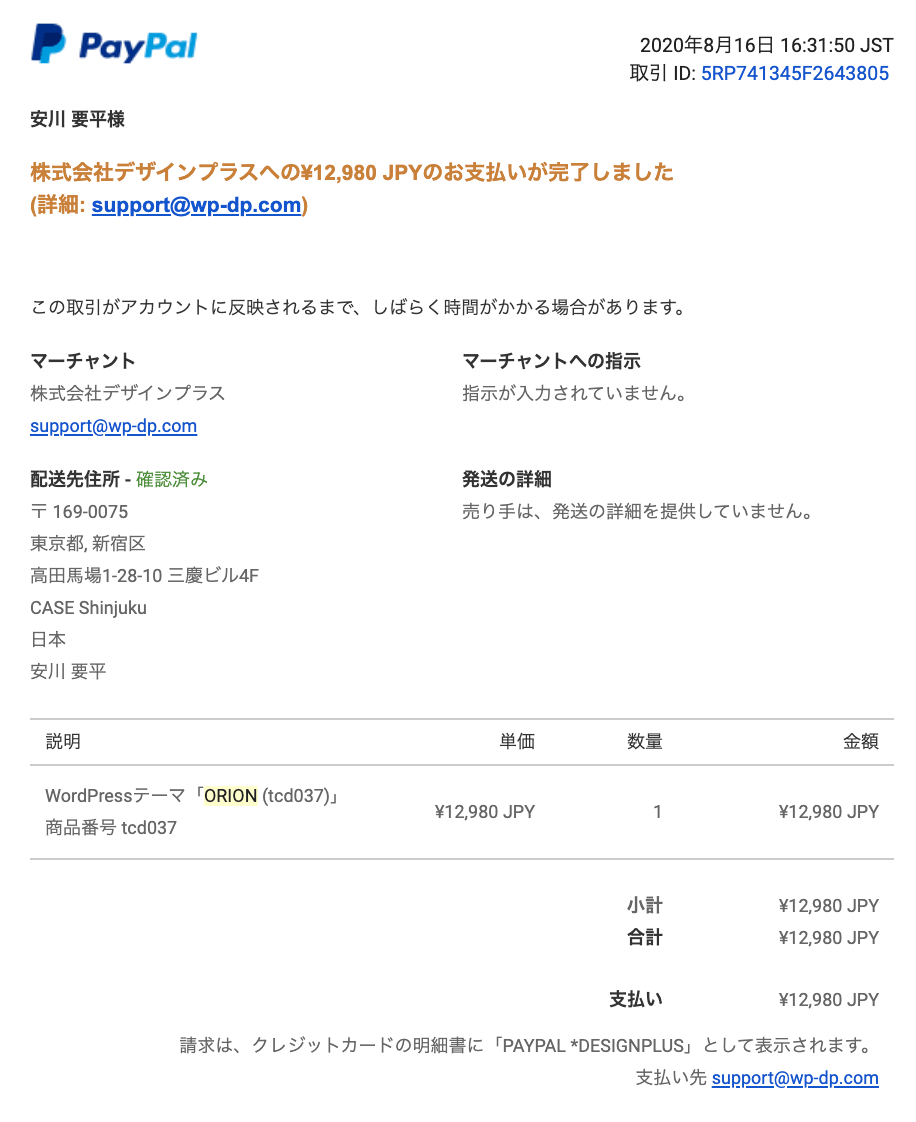 PayPal
2020年8月16日 16:31:50 JST
取引 ID: 5RP741345F2643805
安川 要平様
株式会社デザインプラスへの¥12,980 JPYのお支払いが完了しました
(詳細: support@wp-dp.com)
この取引がアカウントに反映されるまで、しばらく時間がかかる場合があります。
マーチャント
株式会社デザインプラス
support@wp-dp.com
マーチャントへの指示
指示が入力されていません。
配送先住所 - 確認済み
〒 169-0075
東京都, 新宿区
高田馬場1-28-10 三慶ビル4F
CASE Shinjuku
日本
安川 要平
発送の詳細
売り手は、発送の詳細を提供していません。
説明 単価 数量 金額
WordPressテーマ「ORION (tcd037)」
商品番号 tcd037
¥12,980 JPY 1 ¥12,980 JPY
小計 ¥12,980 JPY
合計 ¥12,980 JPY
支払い ¥12,980 JPY
請求は、クレジットカードの明細書に「PAYPAL *DESIGNPLUS」として表示されます。
支払い先 support@wp-dp.com